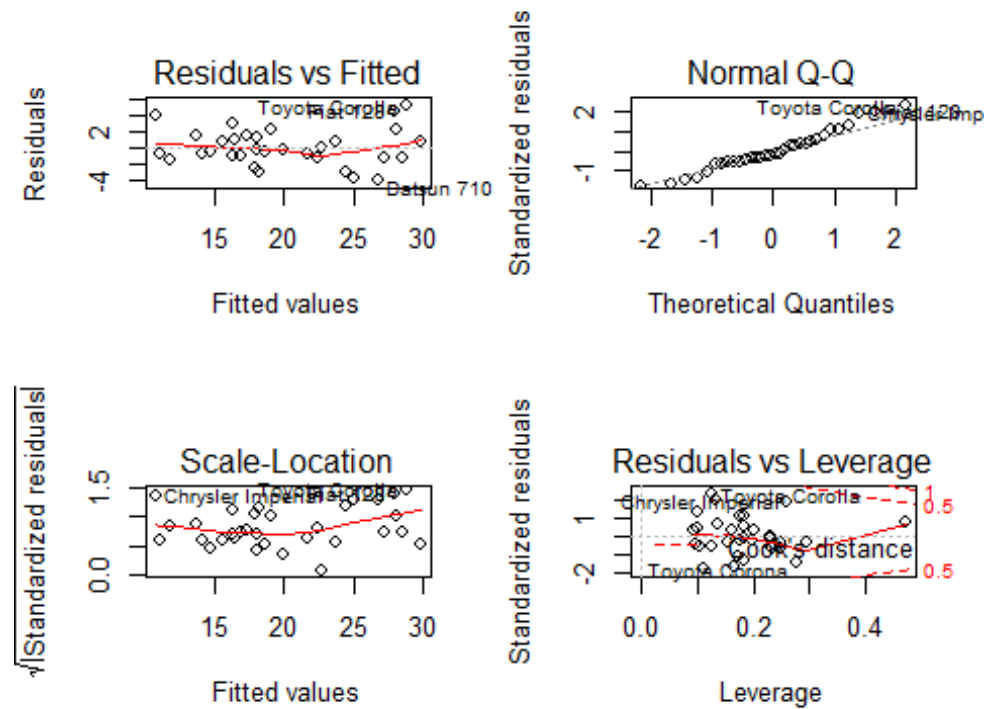 Residuals vs Fitted
Residuals
2
-4
Toyota Corolla
Fiat 128
Datsun 710
15 20 25 30
Fitted values
Normal Q-Q
Standardized residuals
2
-1
Toyota Corolla
Chrysler Imp
-2 -1 0 1 2
Theoretical Quantiles
Scale-Location
√|Standardized residuals|
1.5
0.0
Chrysler Imperial
Toyota Corolla
15 20 25 30
Fitted values
Residuals vs Leverage
Standardized residuals
1
-2
Chrysler Imperial
Toyota Corolla
Cook's distance
Toyota Corona
1
0.5
0.5
0.0 0.2 0.4
Leverage